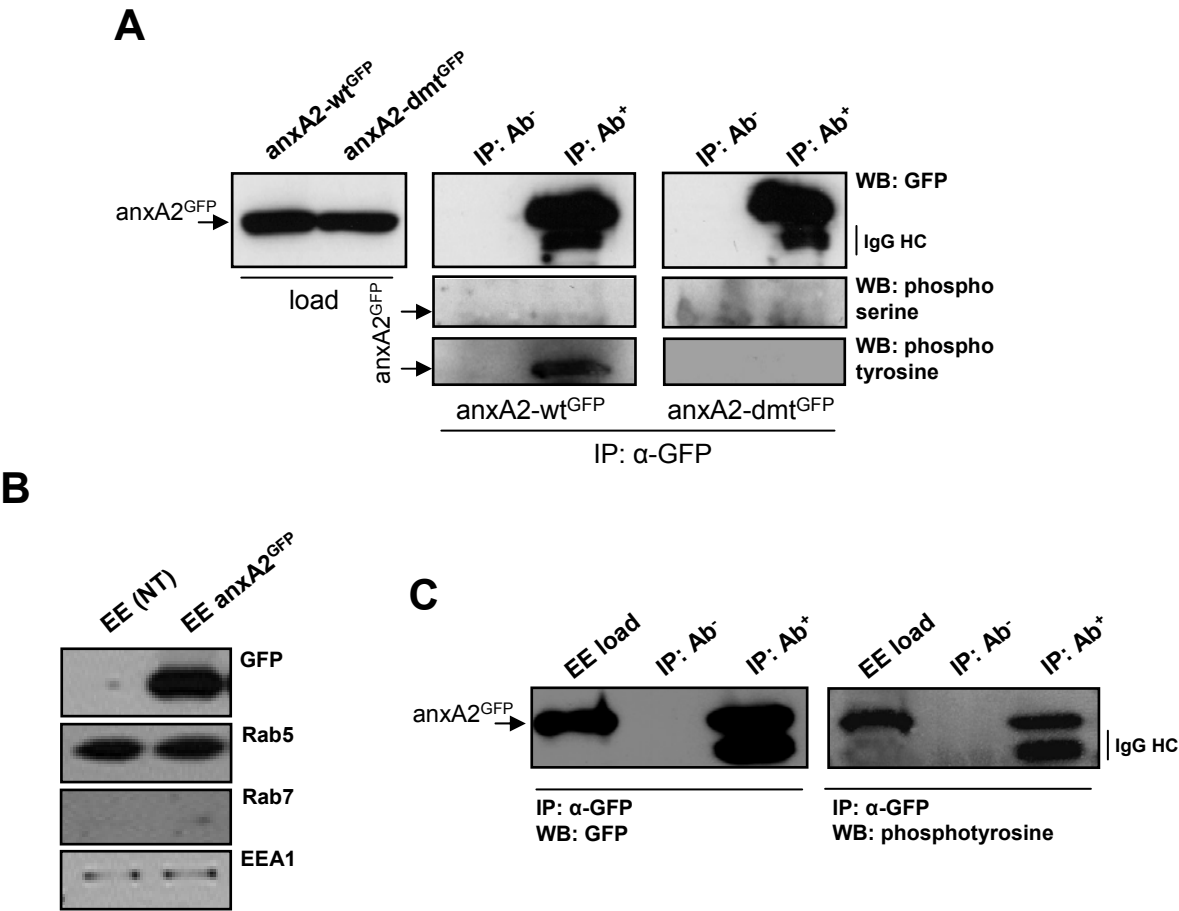 A
anxA2-wtGFP
anxA2-dmtGFP
IP: Ab-
IP: Ab+
IP: Ab-
IP: Ab+
anxA2GFP
WB: GFP
IgG HC
load
anxA2GFP
WB: phospho
serine
WB: phospho
tyrosine
anxA2-wtGFP
anxA2-dmtGFP
IP: α-GFP
B
EE (NT)
EE anxA2GFP
GFP
Rab5
Rab7
EEA1
C
EE load
IP: Ab-
IP: Ab+
EE load
IP: Ab-
IP: Ab+
anxA2GFP
IgG HC
IP: α-GFP
WB: GFP
IP: α-GFP
WB: phosphotyrosine